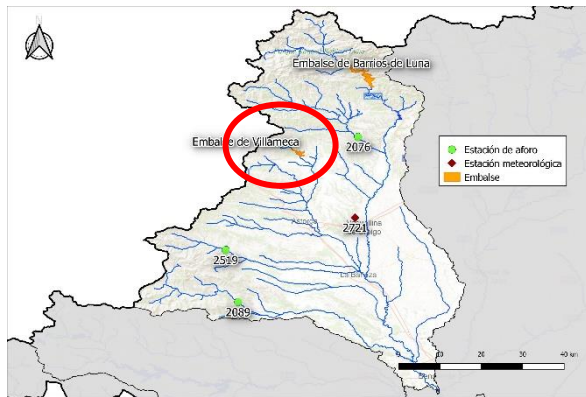 Embalse de Barrios de Luna
Embalse de Villameca
2076
Estación de aforo
Estación meteorológica
Embalse
2721
2519
2089
10
20
30
40 km